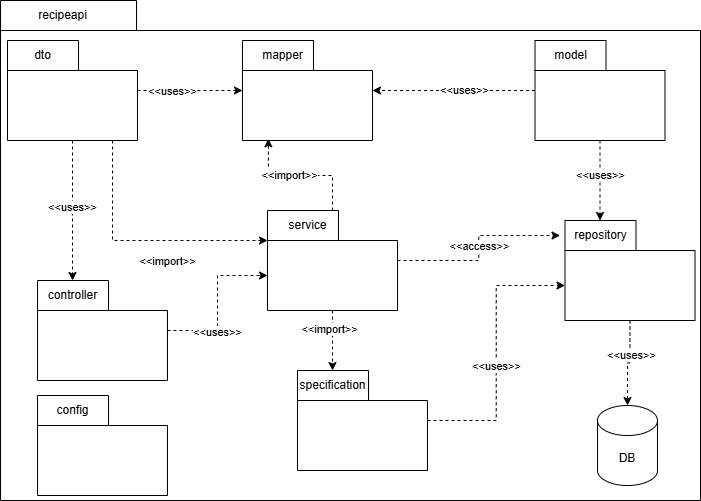 recipeapi
dto
mapper
model
<<uses>>
<<uses>>
<<import>>
<<uses>>
<<uses>>
service
repository
<<access>>
<<import>>
controller
<<uses>>
<<import>>
<<uses>>
<<uses>>
specification
config
DB